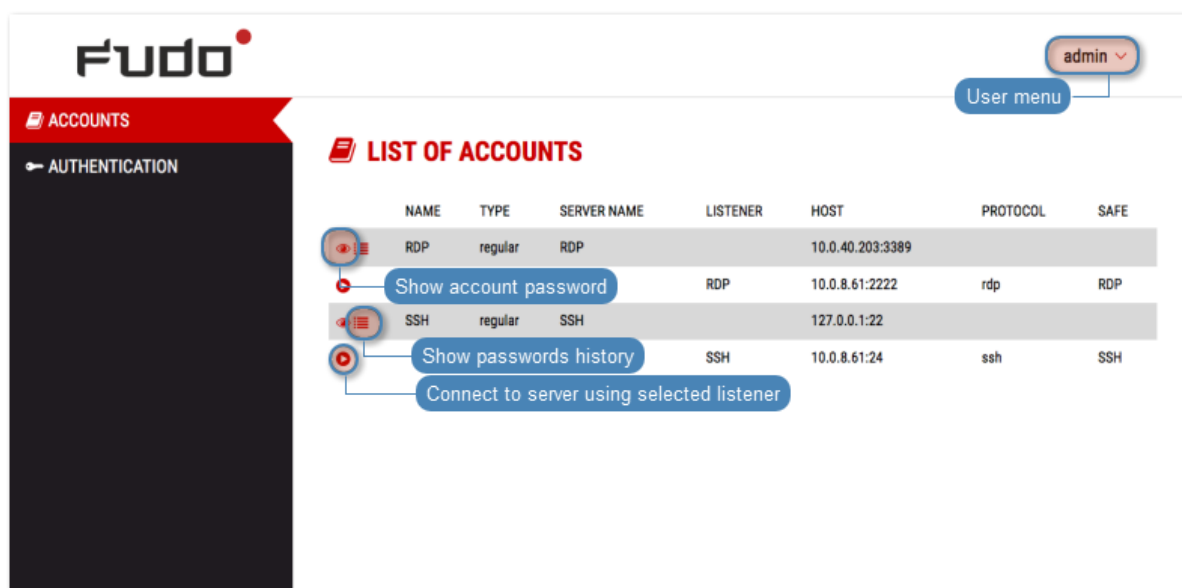 Fudo
admin
User menu
ACCOUNTS
AUTHENTICATION
LIST OF ACCOUNTS
NAME TYPE SERVER NAME LISTENER HOST PROTOCOL SAFE
RDP regular RDP 10.0.40.203:3389
Show account password
RDP 10.0.8.61:2222 rdp RDP
SSH regular SSH 127.0.0.1:22
Show passwords history
SSH 10.0.8.61:24 ssh SSH
Connect to server using selected listener